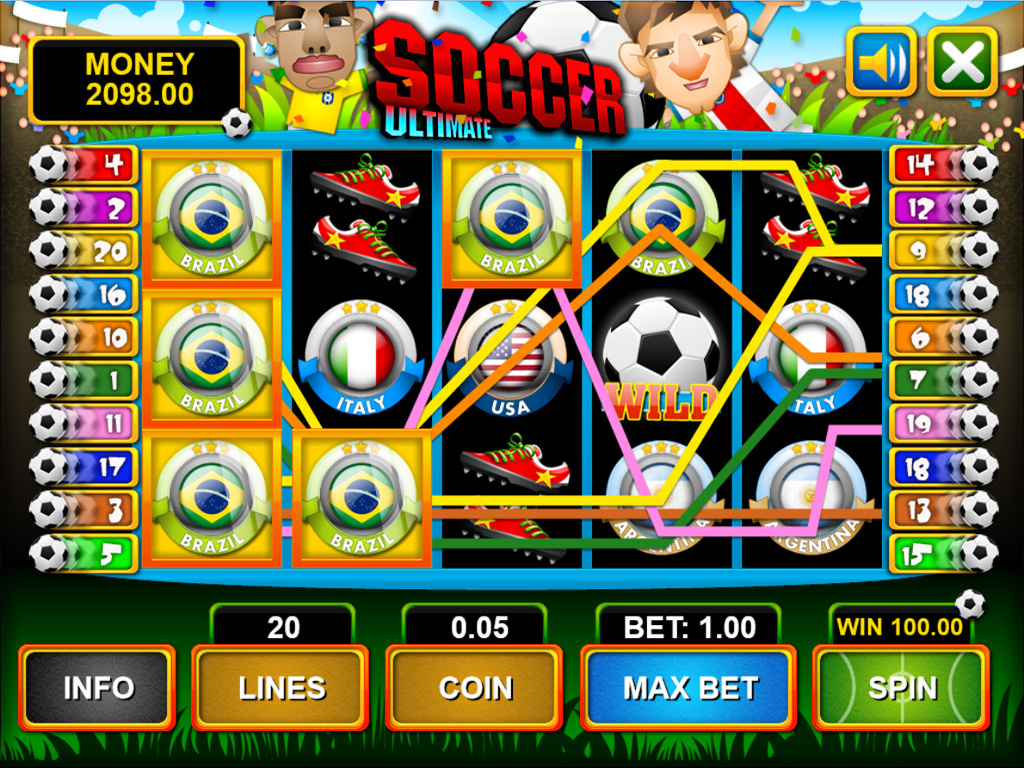 MONEY
2098.00
SOCCER
ULTIMATE
4
2
20
16
10
1
11
17
3
5
BRAZIL
BRAZIL
BRAZIL
BRAZIL
ITALY
USA
WILD
ITALY
BRAZIL
BRAZIL
ARGENTINA
ARGENTINA
14
12
9
18
6
7
19
18
13
15
20
0.05
BET: 1.00
WIN 100.00
INFO
LINES
COIN
MAX BET
SPIN